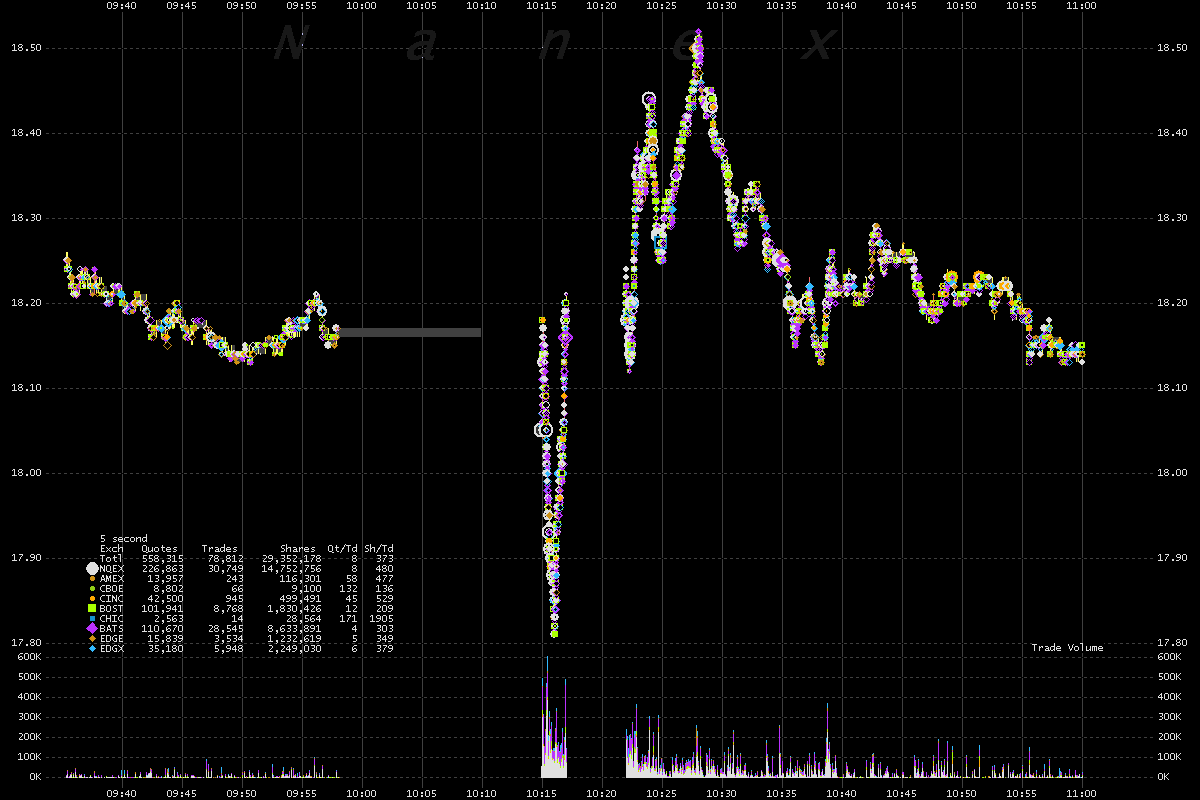 09:40 09:45 09:50 09:55 10:00 10:05 10:10 10:15 10:20 10:25 10:30 10:35 10:40 10:45 10:50 10:55 11:00
N a n e x
18.50 18.50
18.40 18.40
18.30 18.30
18.20 18.20
18.10 18.10
18.00 18.00
17.90 17.90
5 second
Exch Quotes Trades Shares Qt/Td Sh/Td
Totl 558,315 78,812 29,352,178 8 373
NQEX 226,863 30,749 14,752,756 8 480
AMEX 13,957 243 116,301 58 477
CBOE 8,802 66 9,100 132 136
CINC 42,500 945 499,491 45 529
BOST 101,941 8,768 1,830,426 12 209
CHIC 2,563 14 28,564 171 1905
BATS 110,670 28,545 8,633,891 4 303
EDGE 15,839 3,534 1,232,619 5 349
EDGX 35,180 5,948 2,249,030 6 379
17.80 17.80
Trade Volume
600K 600K
500K 500K
400K 400K
300K 300K
200K 200K
100K 100K
0K 0K
09:40 09:45 09:50 09:55 10:00 10:05 10:10 10:15 10:20 10:25 10:30 10:35 10:40 10:45 10:50 10:55 11:00